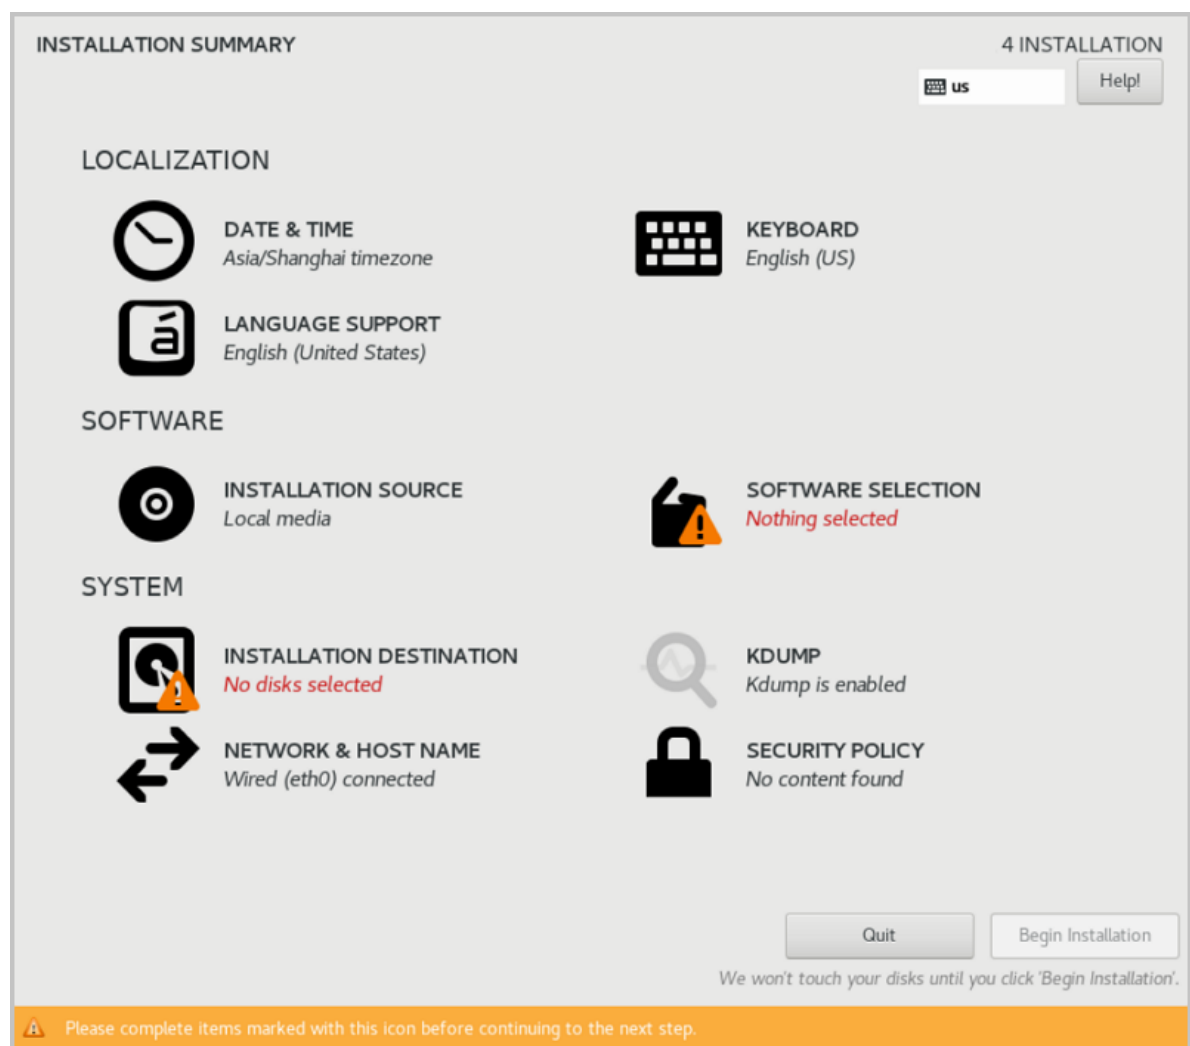 INSTALLATION SUMMARY
4 INSTALLATION
us
Help!
LOCALIZATION
DATE & TIME
Asia/Shanghai timezone
KEYBOARD
English (US)
á
LANGUAGE SUPPORT
English (United States)
SOFTWARE
INSTALLATION SOURCE
Local media
SOFTWARE SELECTION
Nothing selected
SYSTEM
INSTALLATION DESTINATION
No disks selected
KDUMP
Kdump is enabled
NETWORK & HOST NAME
Wired (eth0) connected
SECURITY POLICY
No content found
Quit
Begin Installation
We won't touch your disks until you click 'Begin Installation'.
Please complete items marked with this icon before continuing to the next step.